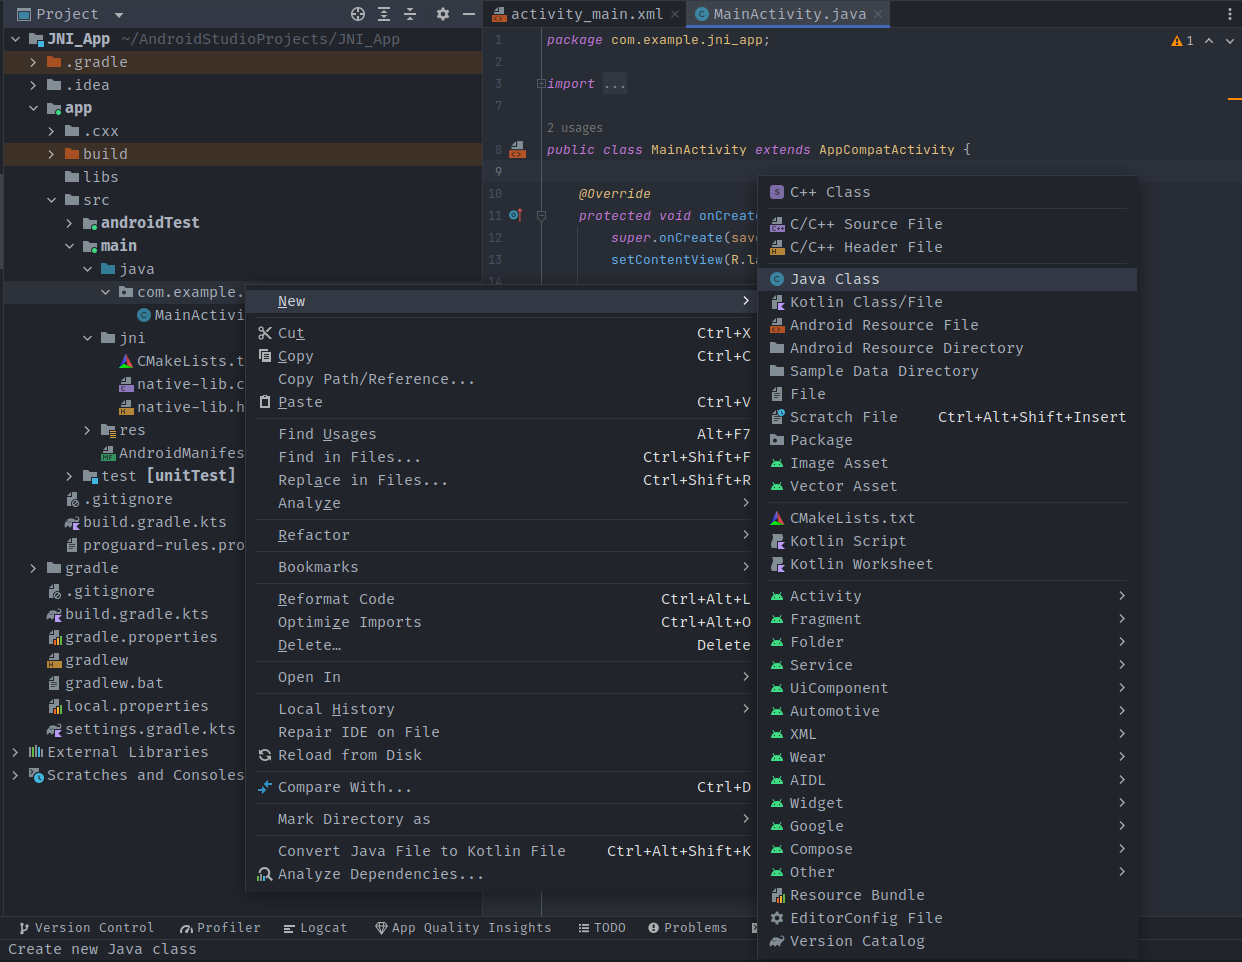 Project
JNI_App ~/AndroidStudioProjects/JNI_App
.gradle
.idea
app
.cxx
build
libs
src
androidTest
main
java
com.example.
MainActivi
jni
CMakeLists.t
native-lib.c
native-lib.h
res
AndroidManifes
test [unitTest]
.gitignore
build.gradle.kts
proguard-rules.pro
gradle
.gitignore
build.gradle.kts
gradle.properties
gradlew
gradlew.bat
local.properties
settings.gradle.kts
External Libraries
Scratches and Consoles
activity_main.xml
MainActivity.java
1 package com.example.jni_app;
1
2
3 import ...
7
2 usages
8 public class MainActivity extends AppCompatActivity {
9
10 @Override
11 protected void onCreat
12 super.onCreate(sav
13 setContentView(R.l
14
New
Cut Ctrl+X
Copy Ctrl+C
Copy Path/Reference...
Paste Ctrl+V
Find Usages Alt+F7
Find in Files... Ctrl+Shift+F
Replace in Files... Ctrl+Shift+R
Analyze
Refactor
Bookmarks
Reformat Code Ctrl+Alt+L
Optimize Imports Ctrl+Alt+O
Delete… Delete
Open In
Local History
Repair IDE on File
Reload from Disk
Compare With... Ctrl+D
Mark Directory as
Convert Java File to Kotlin File Ctrl+Alt+Shift+K
Analyze Dependencies...
C++ Class
C/C++ Source File
C/C++ Header File
Java Class
Kotlin Class/File
Android Resource File
Android Resource Directory
Sample Data Directory
File
Scratch File Ctrl+Alt+Shift+Insert
Package
Image Asset
Vector Asset
CMakeLists.txt
Kotlin Script
Kotlin Worksheet
Activity
Fragment
Folder
Service
UiComponent
Automotive
XML
Wear
AIDL
Widget
Google
Compose
Other
Resource Bundle
EditorConfig File
Version Catalog
Version Control
Profiler
Logcat
App Quality Insights
TODO
Problems
Create new Java class